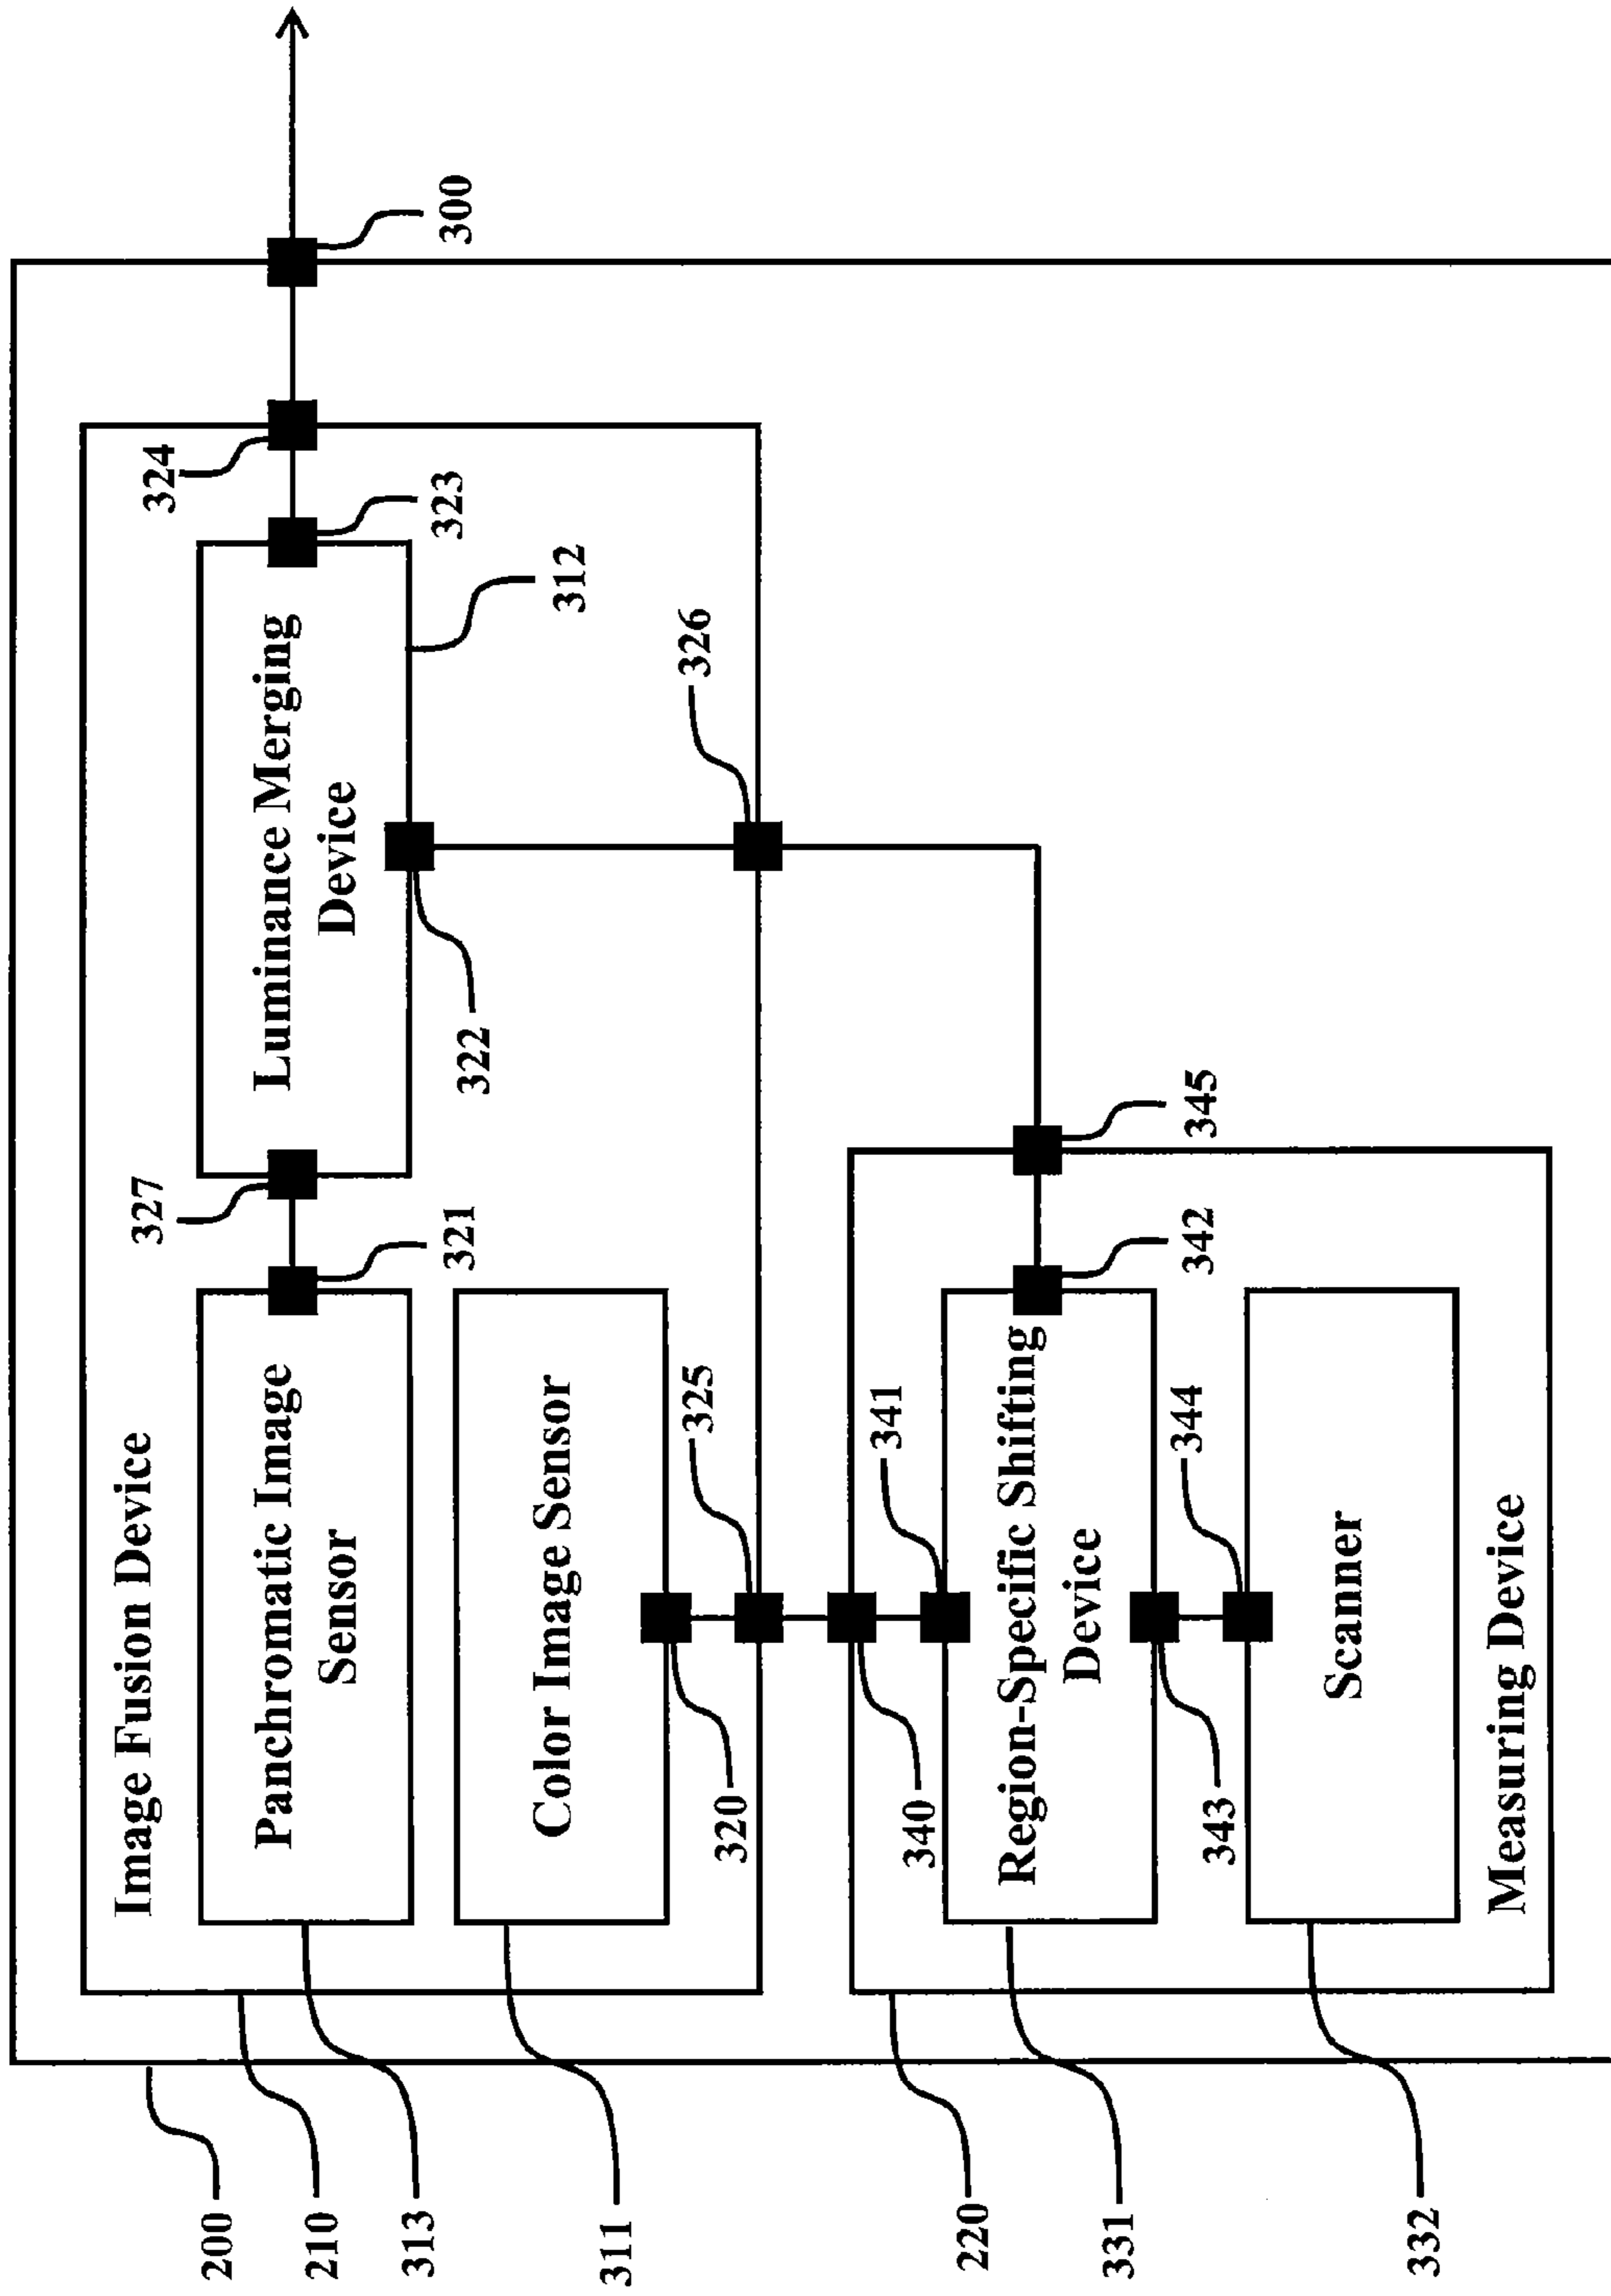 300
324
323
Luminance Merging
Device
312
326
322
327
321
345
342
Image Fusion Device
Panchromatic Image
Sensor
Color Image Sensor
325
320
341
340
Region-Specific Shifting
Device
344
343
Scanner
Measuring Device
200
210
313
311
220
331
332